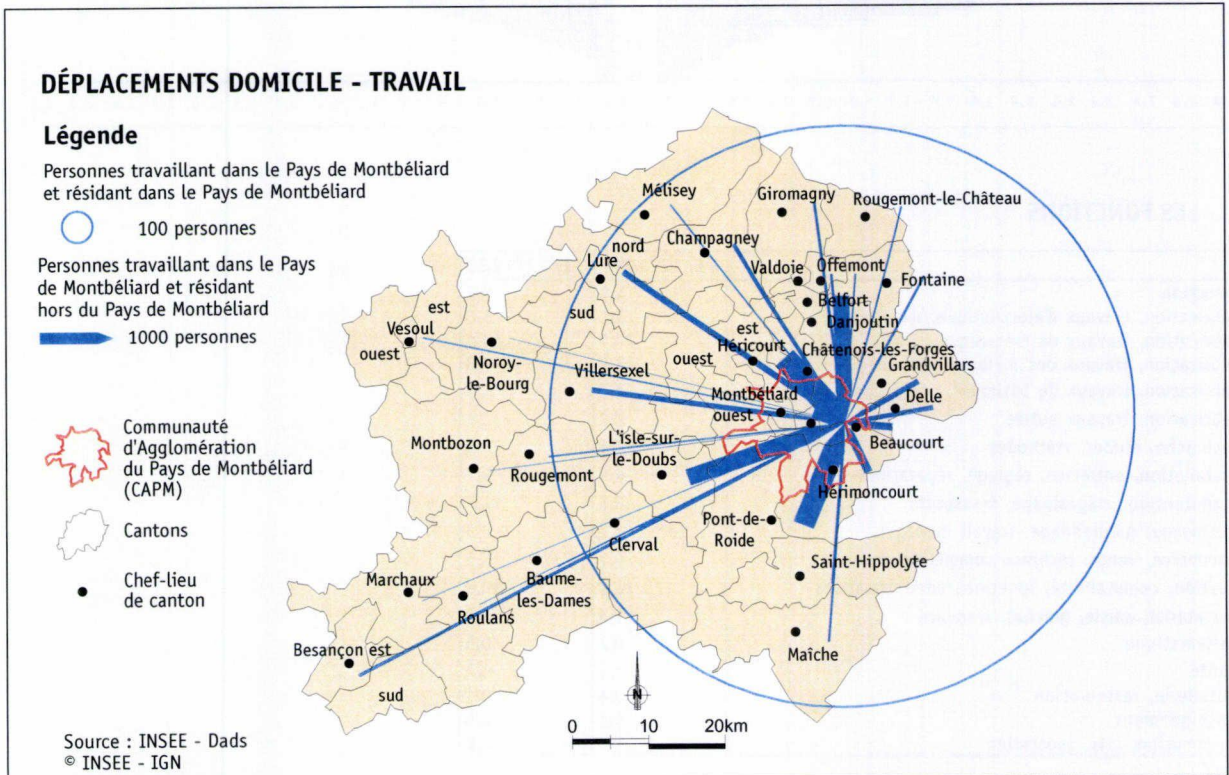 DÉPLACEMENTS DOMICILE - TRAVAIL
Légende
Personnes travaillant dans le Pays de Montbéliard
et résidant dans le Pays de Montbéliard
100 personnes
Personnes travaillant dans le Pays
de Montbéliard et résidant
hors du Pays de Montbéliard
1000 personnes
Communauté
d'Agglomération
du Pays de Montbéliard
(CAPM)
Cantons
Chef-lieu
de canton
Source : INSEE - Dads
© INSEE - IGN
Mélisey
Giromagny
Rougemont-le-Château
nord
Champagney
Lure
Valdoie
Offemont
Fontaine
est
sud
Belfort
Vesoul
Danjoutin
ouest
est
Héricourt
Châtenois-les-Forges
Noroy-
le-Bourg
Villersexel
ouest
Grandvillars
Montbéliard
ouest
Delle
Montbozon
L'isle-sur-
le-Doubs
Beaucourt
Rougemont
Hérimoncourt
Clerval
Pont-de-
Roide
Marchaux
Baume-
les-Dames
Saint-Hippolyte
Roulans
Besançon est
Maîche
sud
N
0 10 20km